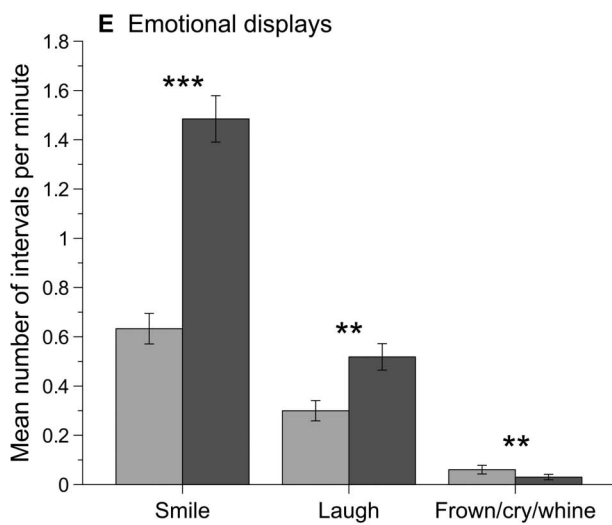 E Emotional displays
Mean number of intervals per minute
1.8
1.6
1.4
1.2
1
0.8
0.6
0.4
0.2
0
***
**
**
Smile
Laugh
Frown/cry/whine